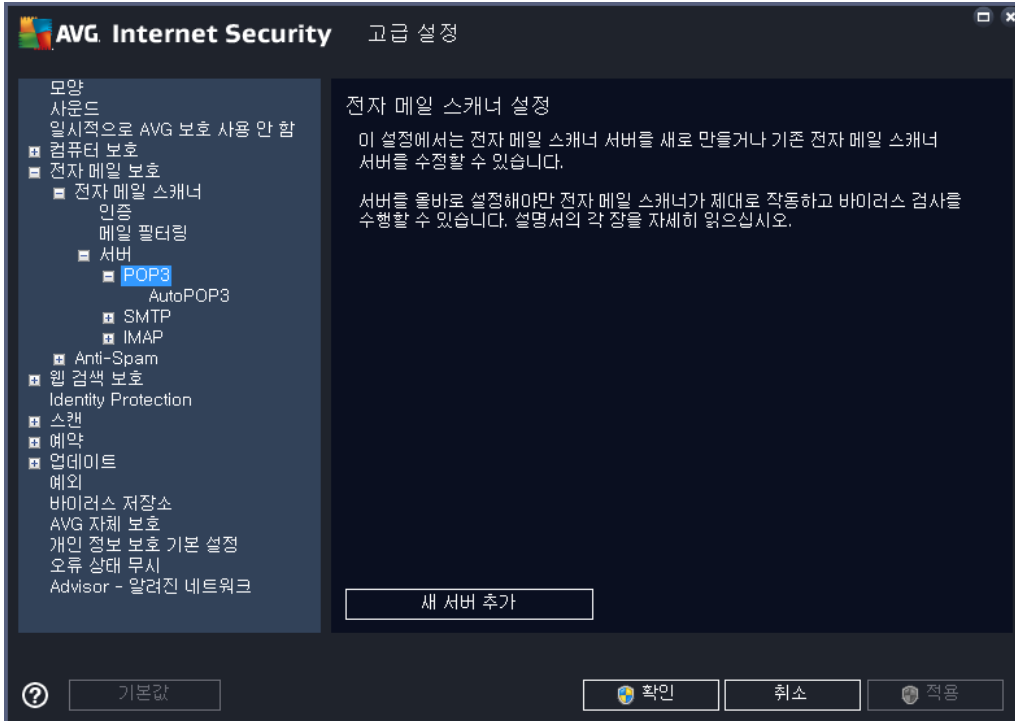 AVG. Internet Security 고급 설정
모양
사운드
일시적으로 AVG 보호 사용 안 함
컴퓨터 보호
전자 메일 보호
전자 메일 스캐너
인증
메일 필터링
서버
POP3
AutoPOP3
SMTP
IMAP
Anti-Spam
웹 검색 보호
Identity Protection
스캔
예약
업데이트
예외
바이러스 저장소
AVG 자체 보호
개인 정보 보호 기본 설정
오류 상태 무시
Advisor - 알려진 네트워크
전자 메일 스캐너 설정
이 설정에서는 전자 메일 스캐너 서버를 새로 만들거나 기존 전자 메일 스캐너
서버를 수정할 수 있습니다.
서버를 올바로 설정해야만 전자 메일 스캐너가 제대로 작동하고 바이러스 검사를
수행할 수 있습니다. 설명서의 각 장을 자세히 읽으십시오.
새 서버 추가
기본값
확인
취소
적용